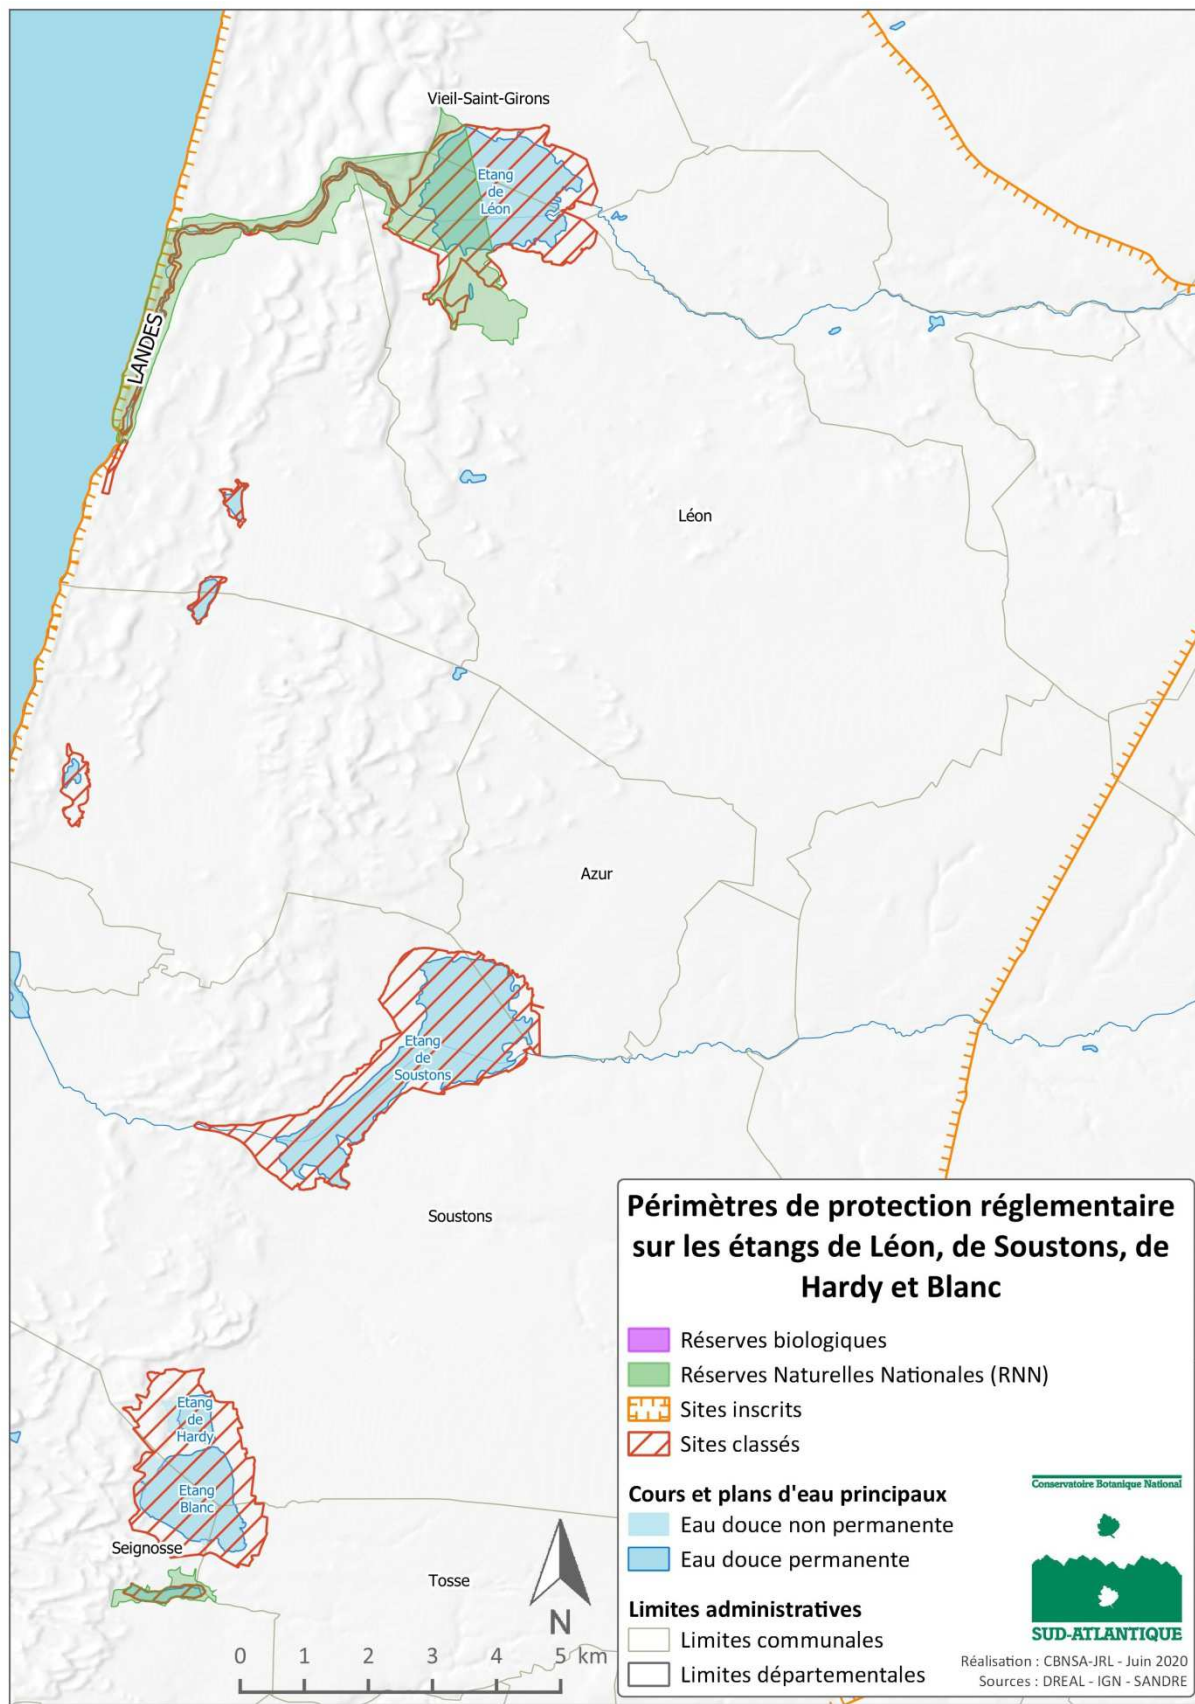 Vieil-Saint-Girons
Etang
de
Léon
LANDES
Léon
Azur
Etang
de
Soustons
Soustons
Etang
de
Hardy
Etang
Blanc
Seignosse
Tosse
N
0 1 2 3 4 5 km
Périmètres de protection réglementaire
sur les étangs de Léon, de Soustons, de
Hardy et Blanc
Réserves biologiques
Réserves Naturelles Nationales (RNN)
Sites inscrits
Sites classés
Cours et plans d'eau principaux
Eau douce non permanente
Eau douce permanente
Limites administratives
Limites communales
Limites départementales
Conservatoire Botanique National
SUD-ATLANTIQUE
Réalisation : CBNSA-JRL - Juin 2020
Sources : DREAL - IGN - SANDRE